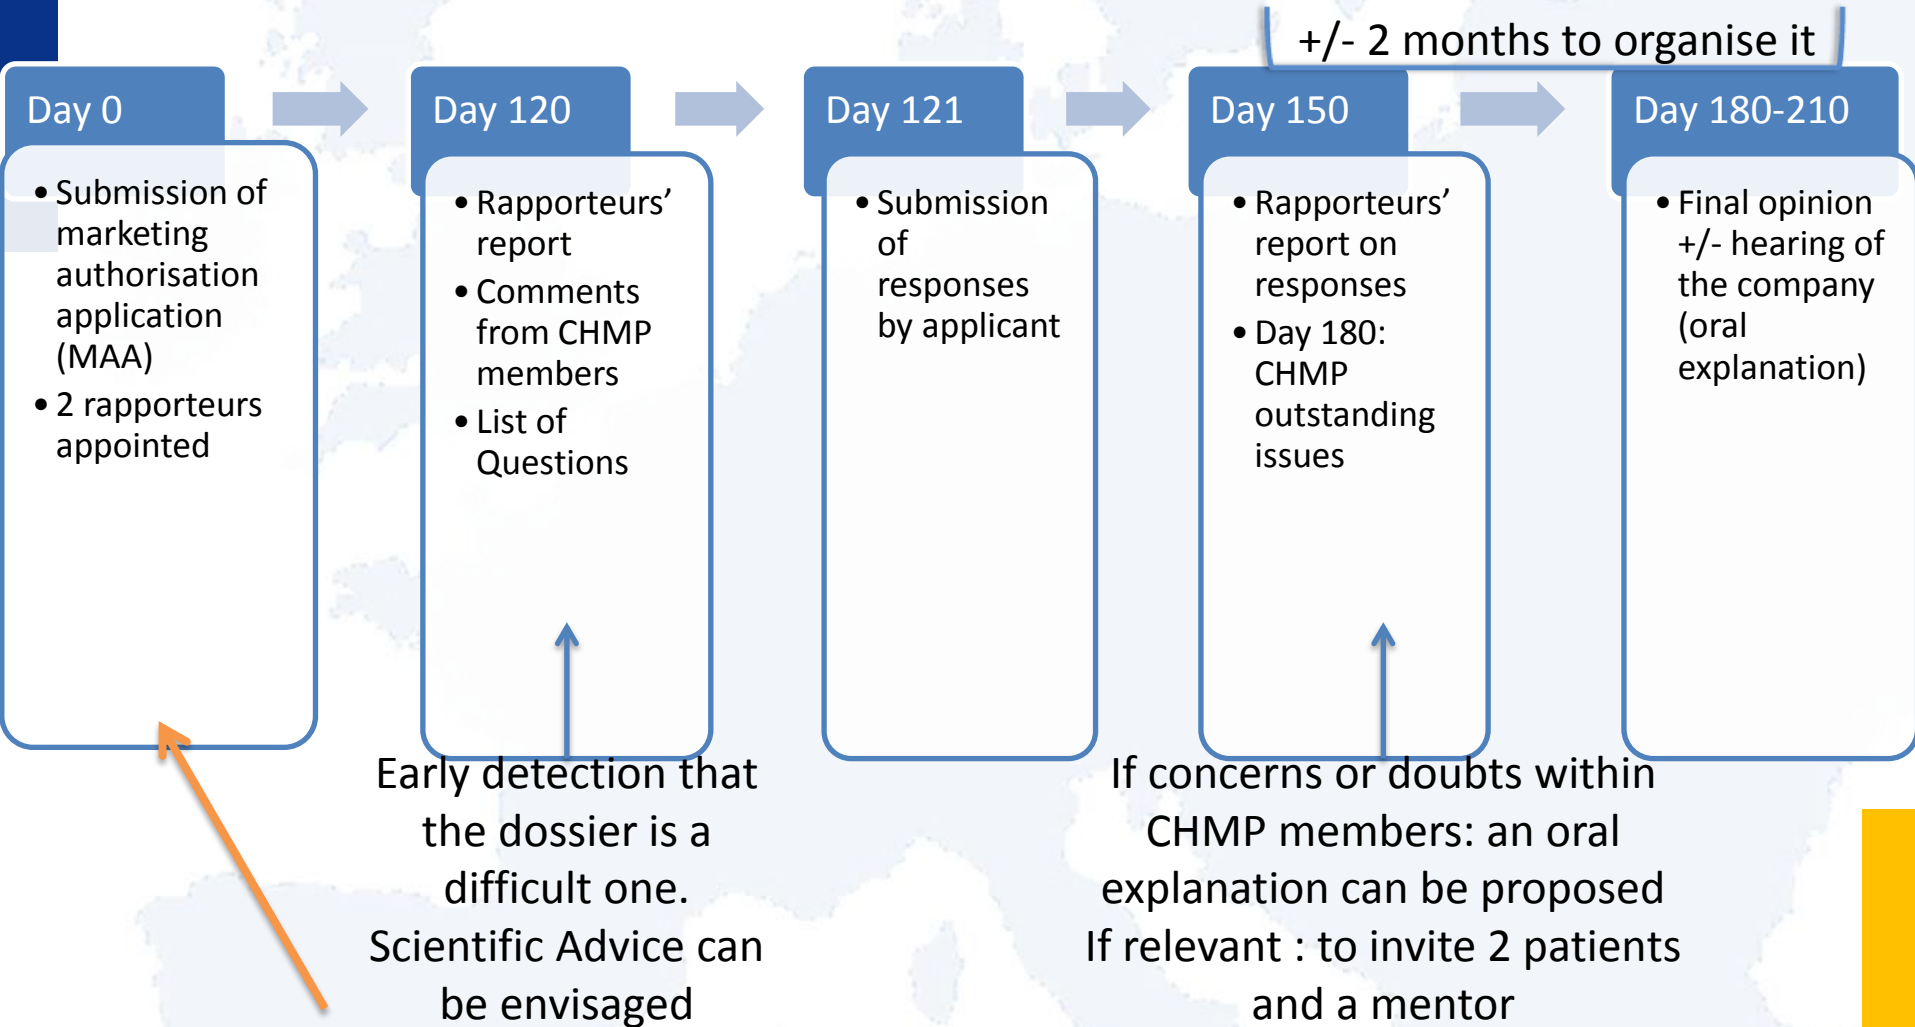 +/- 2 months to organise it
Day 0
• Submission of
marketing
authorisation
application
(MAA)
• 2 rapporteurs
appointed
Day 120
• Rapporteurs’
report
• Comments
from CHMP
members
• List of
Questions
Day 121
• Submission
of
responses
by applicant
Day 150
• Rapporteurs’
report on
responses
• Day 180:
CHMP
outstanding
issues
Day 180-210
• Final opinion
+/- hearing of
the company
(oral
explanation)
Early detection that
the dossier is a
difficult one.
Scientific Advice can
be envisaged
If concerns or doubts within
CHMP members: an oral
explanation can be proposed
If relevant : to invite 2 patients
and a mentor